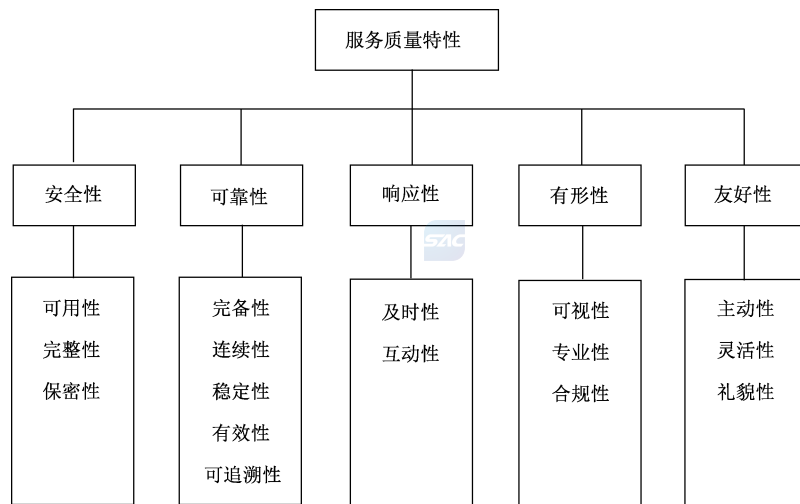 服务质量特性
安全性
可靠性
响应性
有形性
友好性
SAC
可用性
完整性
保密性
完备性
连续性
稳定性
有效性
可追溯性
及时性
互动性
可视性
专业性
合规性
主动性
灵活性
礼貌性